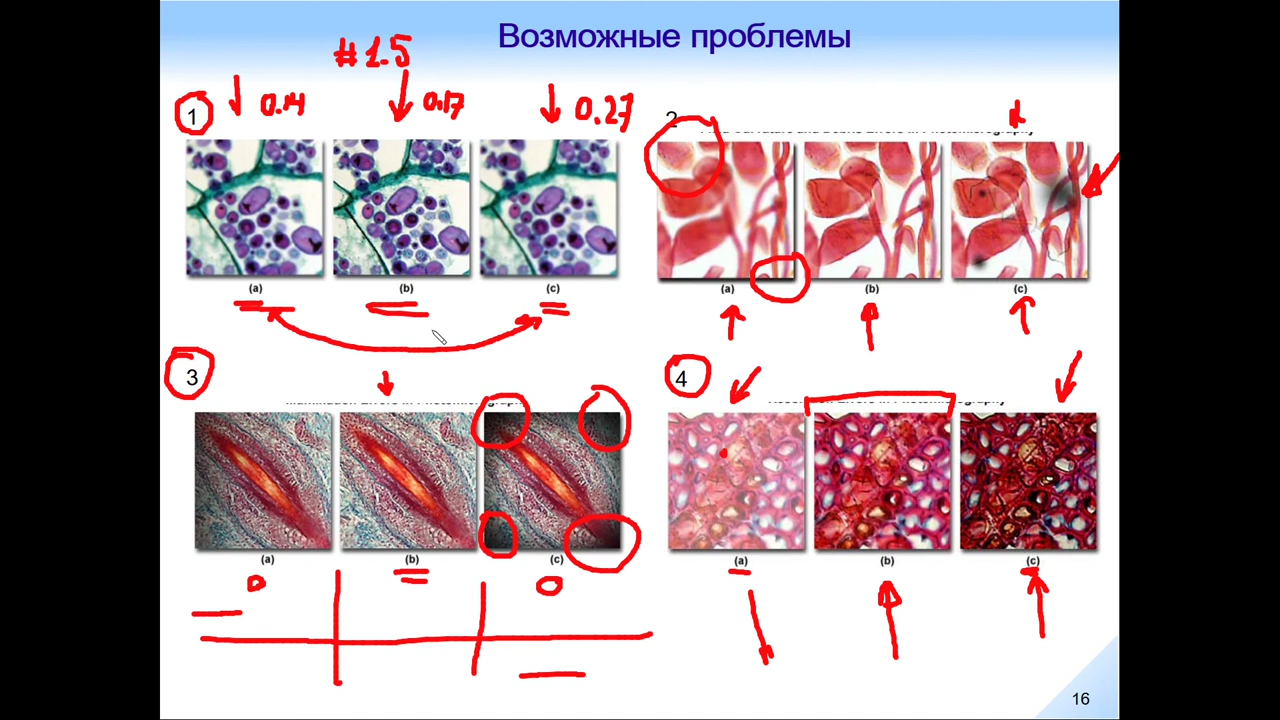 Возможные проблемы
#1.5
0.14 0.17 0.27
1
(a) (b) (c)
2
(a) (b) (c)
3
(a) (b) (c)
4
(a) (b) (c)
16